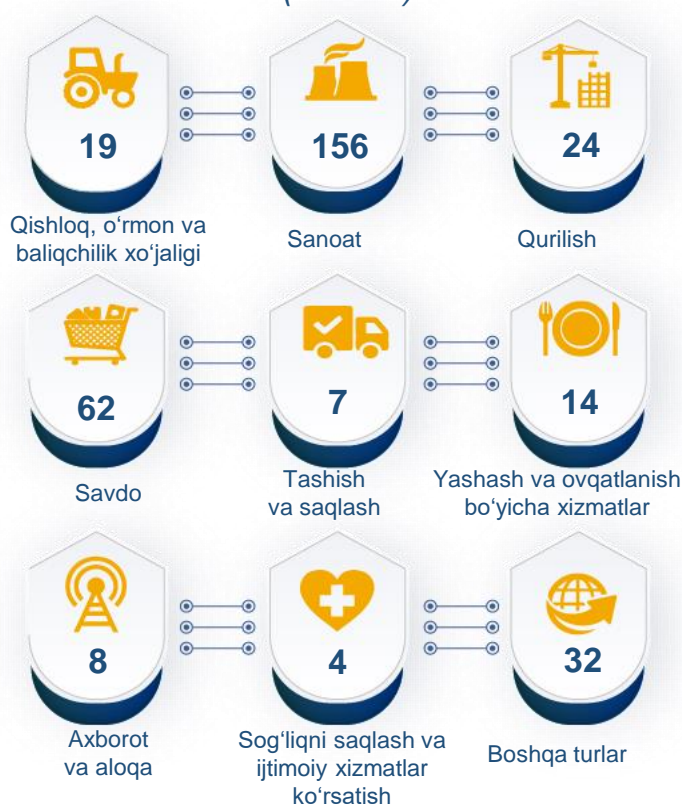 19
156
24
Qishloq, o‘rmon va
baliqchilik xo‘jaligi
Sanoat
Qurilish
62
7
14
Savdo
Tashish
va saqlash
Yashash va ovqatlanish
bo‘yicha xizmatlar
8
4
32
Axborot
va aloqa
Sog‘liqni saqlash va
ijtimoiy xizmatlar
ko‘rsatish
Boshqa turlar